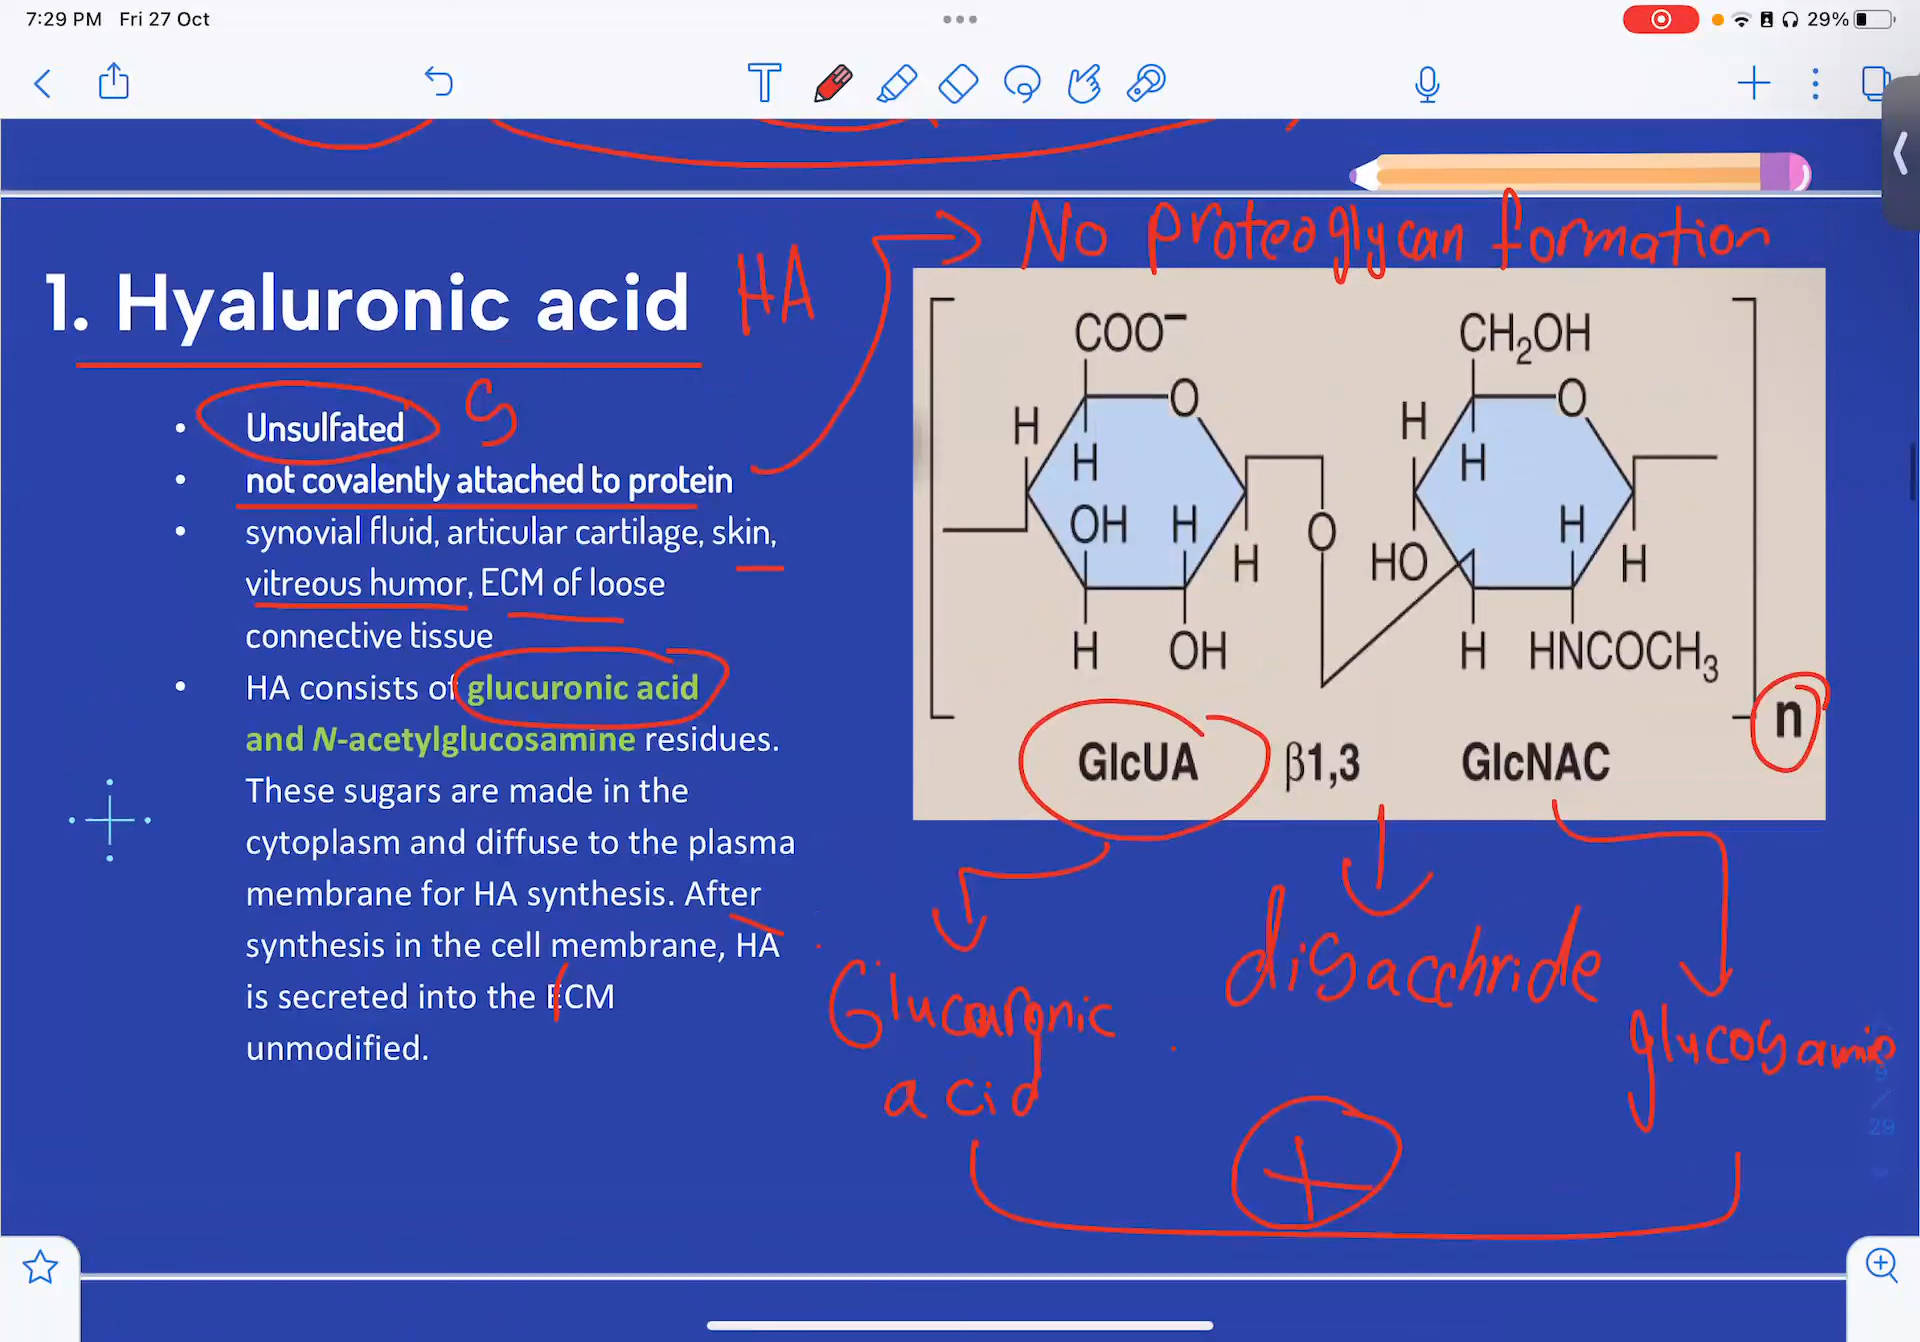 7:29 PM Fri 27 Oct
29%
No proteoglycan formation
1. Hyaluronic acid
HA
• Unsulfated
S
• not covalently attached to protein
• synovial fluid, articular cartilage, skin,
vitreous humor, ECM of loose
connective tissue
• HA consists of glucuronic acid
and N-acetylglucosamine residues.
These sugars are made in the
cytoplasm and diffuse to the plasma
membrane for HA synthesis. After
synthesis in the cell membrane, HA
is secreted into the ECM
unmodified.
COO⁻ CH₂OH
H O H O
H H
OH H O HO H
H H
H OH H HNCOCH₃
n
GlcUA β1,3 GlcNAC
disacchride
acid
29